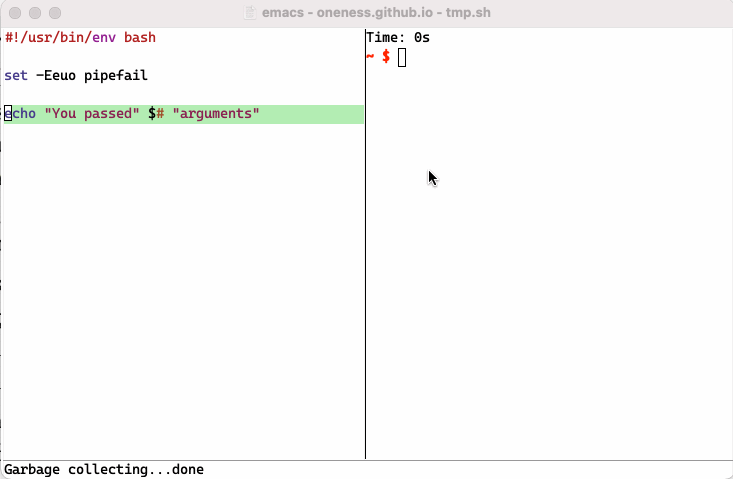 emacs - oneness.github.io - tmp.sh
#!/usr/bin/env bash
set -Eeuo pipefail
echo "You passed" $# "arguments"
Time: 0s
~ $
Garbage collecting...done